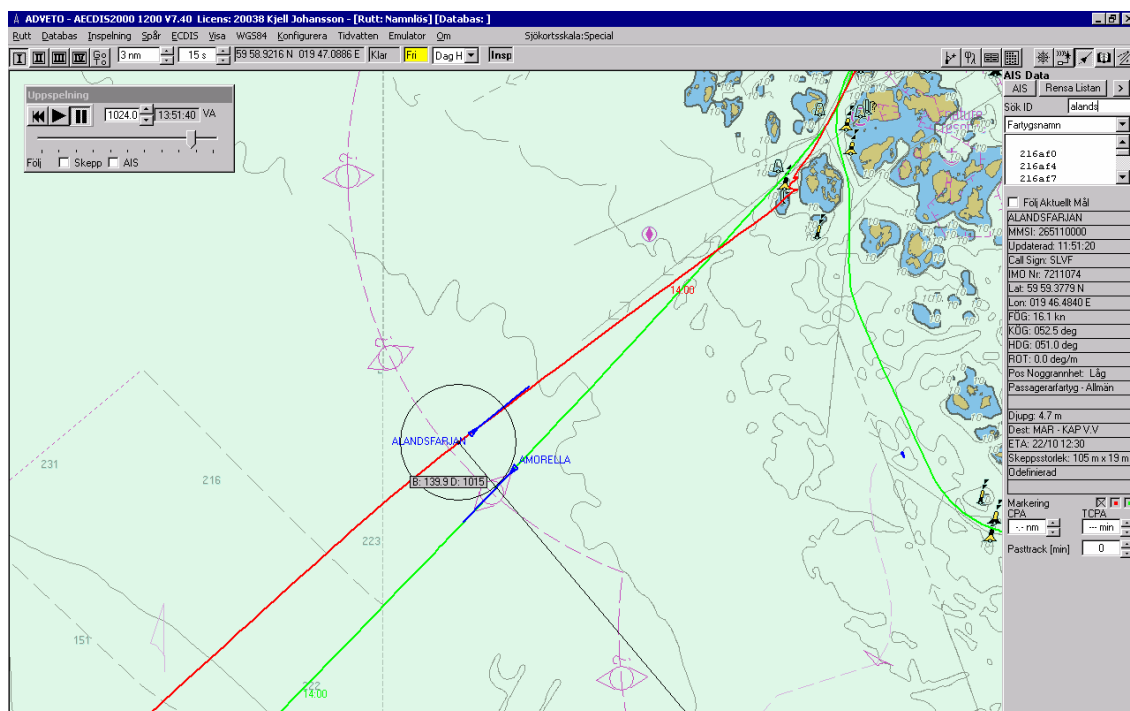 ADVETO - AECDIS2000 1200 V7.40 Licens: 20038 Kjell Johansson - [Rutt: Namnlös] [Databas: ]
Rutt Databas Inspelning Spår ECDIS Visa WGS84 Konfigurera Tidvatten Emulator Om Sjökortsskala:Special
I II III IV Go To 3 nm 15 s 59 58.9216 N 019 47.0886 E Klar Fri Dag H Insp
Uppspelning
1024.0 13:51:40 VA
Följ Skepp AIS
14:00
ALANDSFARJAN
AMORELLA
B: 139.9 D: 1015
231
216
223
151
222
14:00
AIS Data
AIS Rensa Listan >
Sök ID alands
Fartygsnamn
216af0
216af4
216af7
Följ Aktuellt Mål
ALANDSFARJAN
MMSI: 265110000
Updaterad: 11:51:20
Call Sign: SLVF
IMO Nr: 7211074
Lat: 59 59.3779 N
Lon: 019 46.4840 E
FÖG: 16.1 kn
KÖG: 052.5 deg
HDG: 051.0 deg
ROT: 0.0 deg/m
Pos Noggrannhet: Låg
Passagerarfartyg - Allmän
Djupg: 4.7 m
Dest: MAR - KAP V.V
ETA: 22/10 12:30
Skeppsstorlek: 105 m x 19 m
Odefinierad
Markering
CPA TCPA
-.- nm --- min
Pasttrack [min] 0